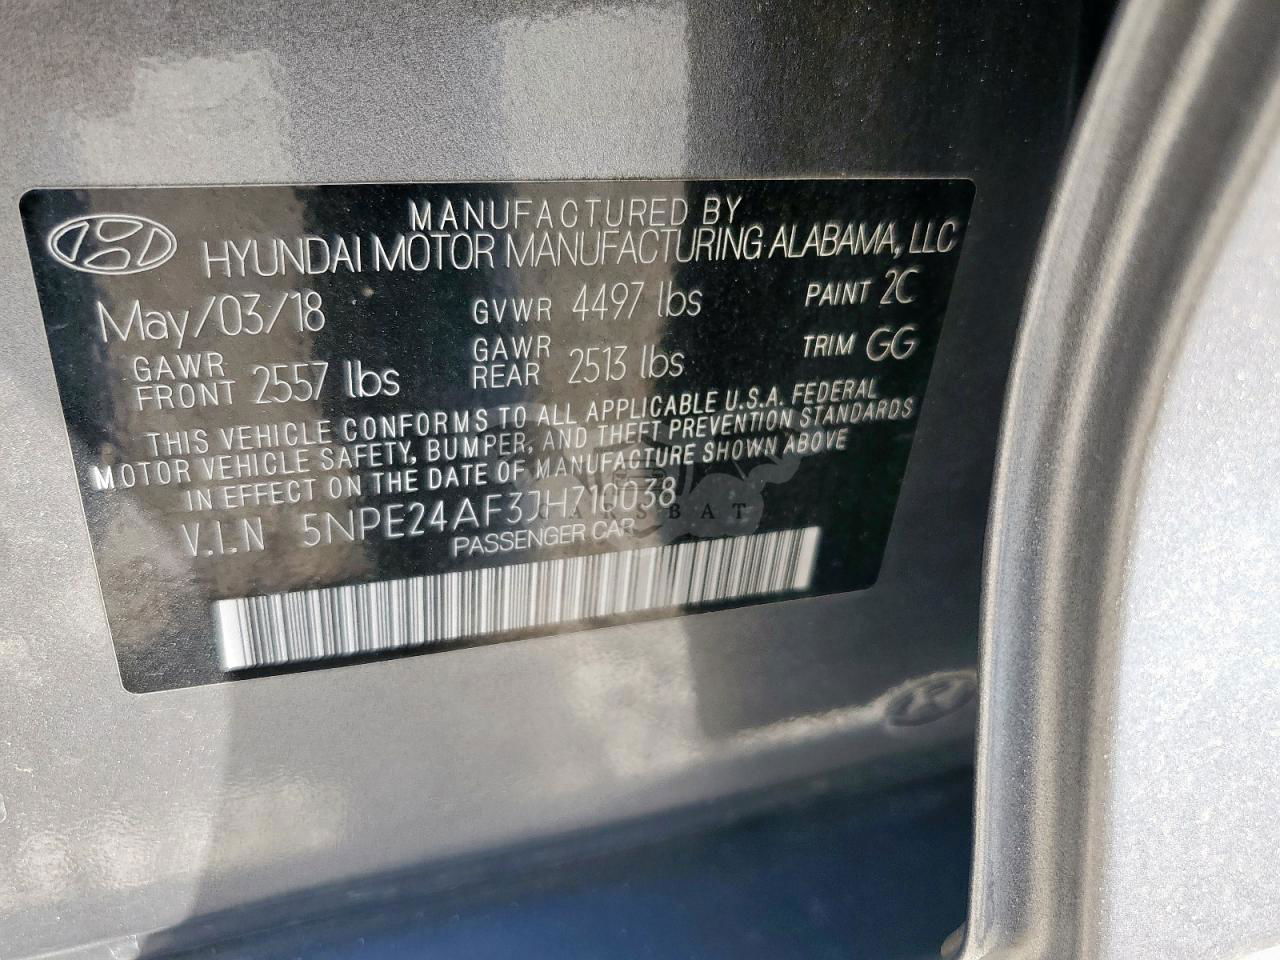 MANUFACTURED BY
HYUNDAI MOTOR MANUFACTURING ALABAMA, LLC
May/03/18 GVWR 4497 lbs PAINT 2C
GAWR FRONT 2557 lbs GAWR REAR 2513 lbs TRIM GG
THIS VEHICLE CONFORMS TO ALL APPLICABLE U.S.A. FEDERAL
MOTOR VEHICLE SAFETY, BUMPER, AND THEFT PREVENTION STANDARDS
IN EFFECT ON THE DATE OF MANUFACTURE SHOWN ABOVE
V.I.N 5NPE24AF3JH710038
PASSENGER CAR
CARSBAT